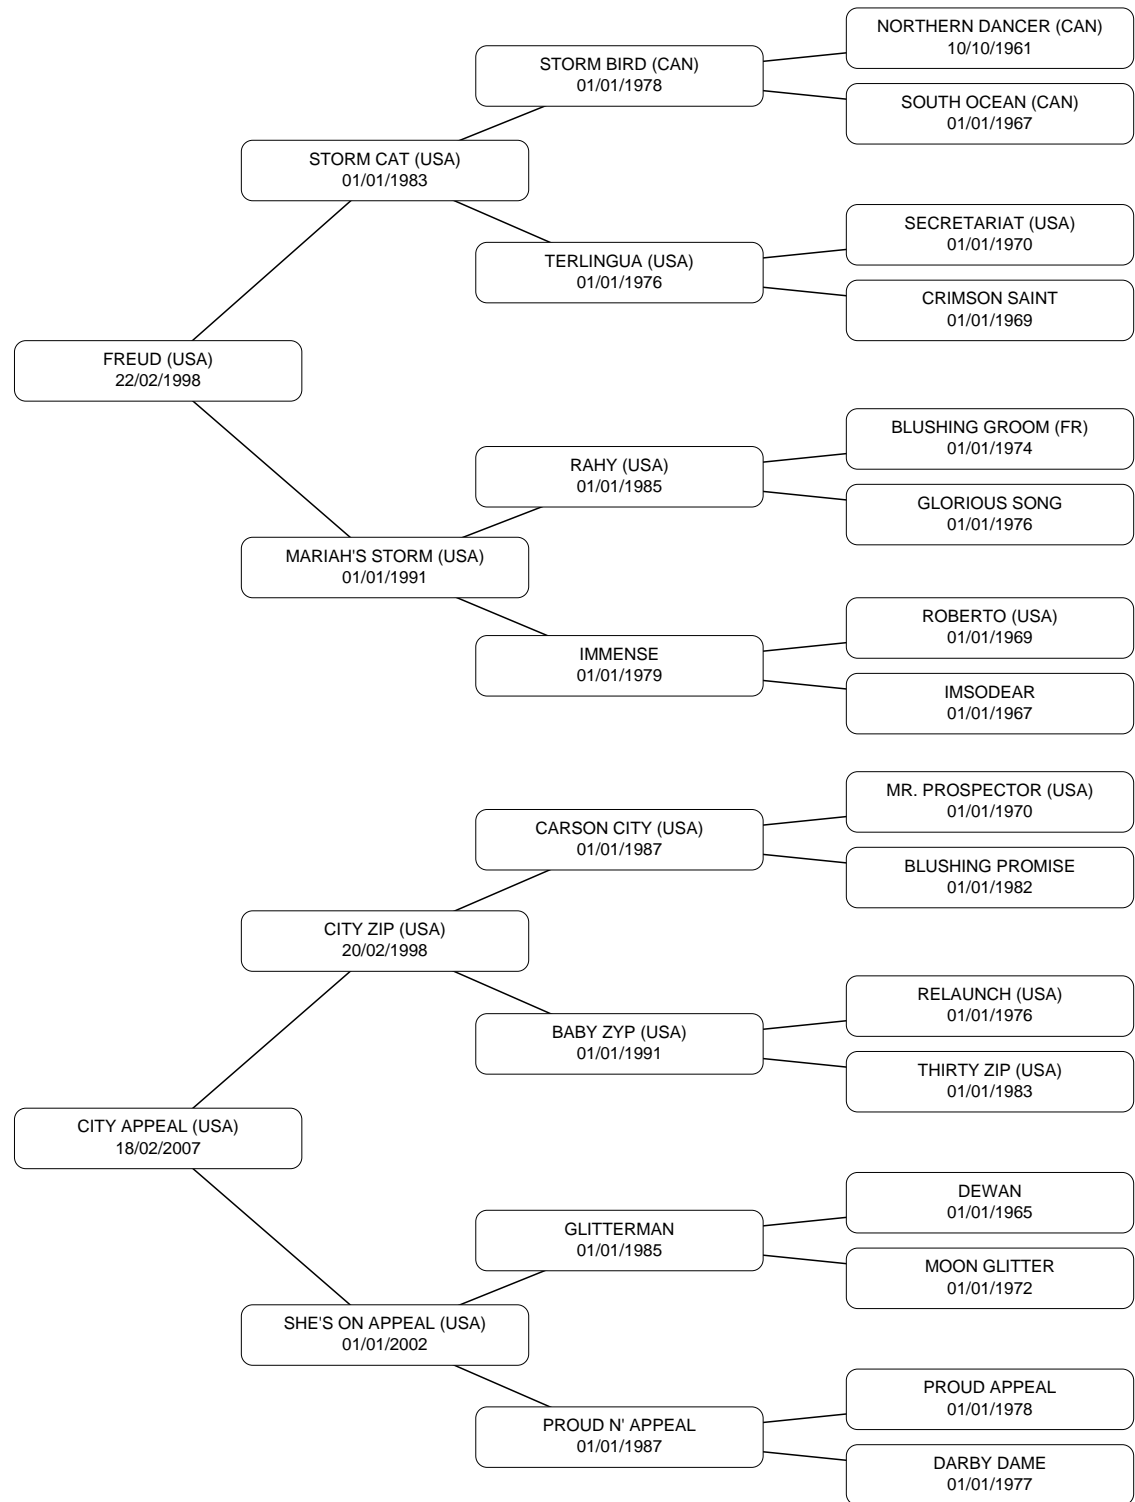 NORTHERN DANCER (CAN)
10/10/1961
STORM BIRD (CAN)
01/01/1978
SOUTH OCEAN (CAN)
01/01/1967
STORM CAT (USA)
01/01/1983
SECRETARIAT (USA)
01/01/1970
TERLINGUA (USA)
01/01/1976
CRIMSON SAINT
01/01/1969
FREUD (USA)
22/02/1998
BLUSHING GROOM (FR)
01/01/1974
RAHY (USA)
01/01/1985
GLORIOUS SONG
01/01/1976
MARIAH'S STORM (USA)
01/01/1991
ROBERTO (USA)
01/01/1969
IMMENSE
01/01/1979
IMSODEAR
01/01/1967
MR. PROSPECTOR (USA)
01/01/1970
CARSON CITY (USA)
01/01/1987
BLUSHING PROMISE
01/01/1982
CITY ZIP (USA)
20/02/1998
RELAUNCH (USA)
01/01/1976
BABY ZYP (USA)
01/01/1991
THIRTY ZIP (USA)
01/01/1983
CITY APPEAL (USA)
18/02/2007
DEWAN
01/01/1965
GLITTERMAN
01/01/1985
MOON GLITTER
01/01/1972
SHE'S ON APPEAL (USA)
01/01/2002
PROUD APPEAL
01/01/1978
PROUD N' APPEAL
01/01/1987
DARBY DAME
01/01/1977